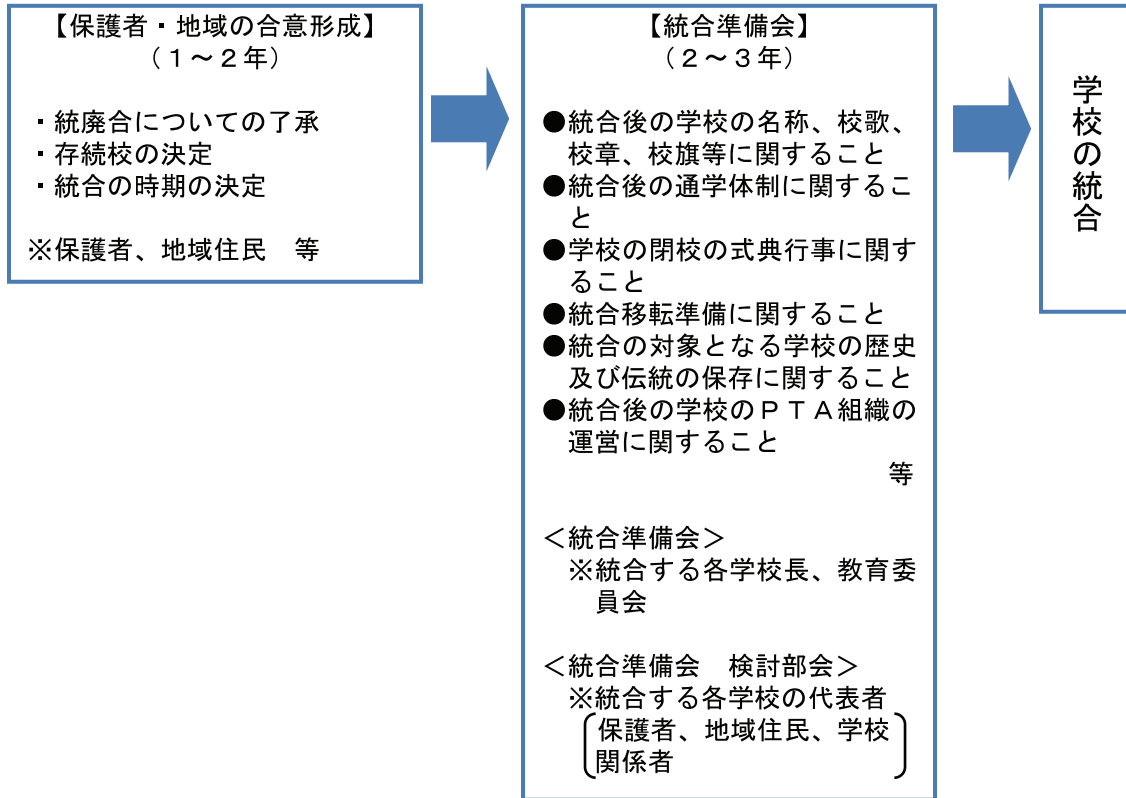 【保護者・地域の合意形成】
（１～２年）
・統廃合についての了承
・存続校の決定
・統合の時期の決定
※保護者、地域住民　等
【統合準備会】
（２～３年）
●統合後の学校の名称、校歌、
校章、校旗等に関すること
●統合後の通学体制に関するこ
と
●学校の閉校の式典行事に関す
ること
●統合移転準備に関すること
●統合の対象となる学校の歴史
及び伝統の保存に関すること
●統合後の学校のＰＴＡ組織の
運営に関すること
等
＜統合準備会＞
※統合する各学校長、教育委
員会
＜統合準備会　検討部会＞
※統合する各学校の代表者
保護者、地域住民、学校
関係者
学校の統合